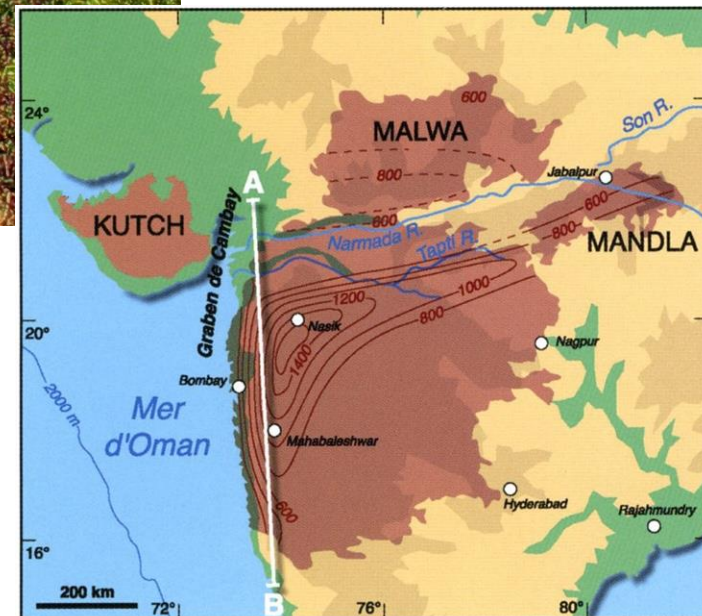 24°
600
MALWA
Son R.
800
Jabalpur
A
KUTCH
600
600
Narmada R.
800
MANDLA
Graben de Cambay
Tapti R.
1200
1000
20°
Nasik
800
1400
Nagpur
Bombay
2000 m
Mer
d'Oman
Mahabaleshwar
600
Hyderabad
Rajahmundry
16°
200 km
72°
B
76°
80°